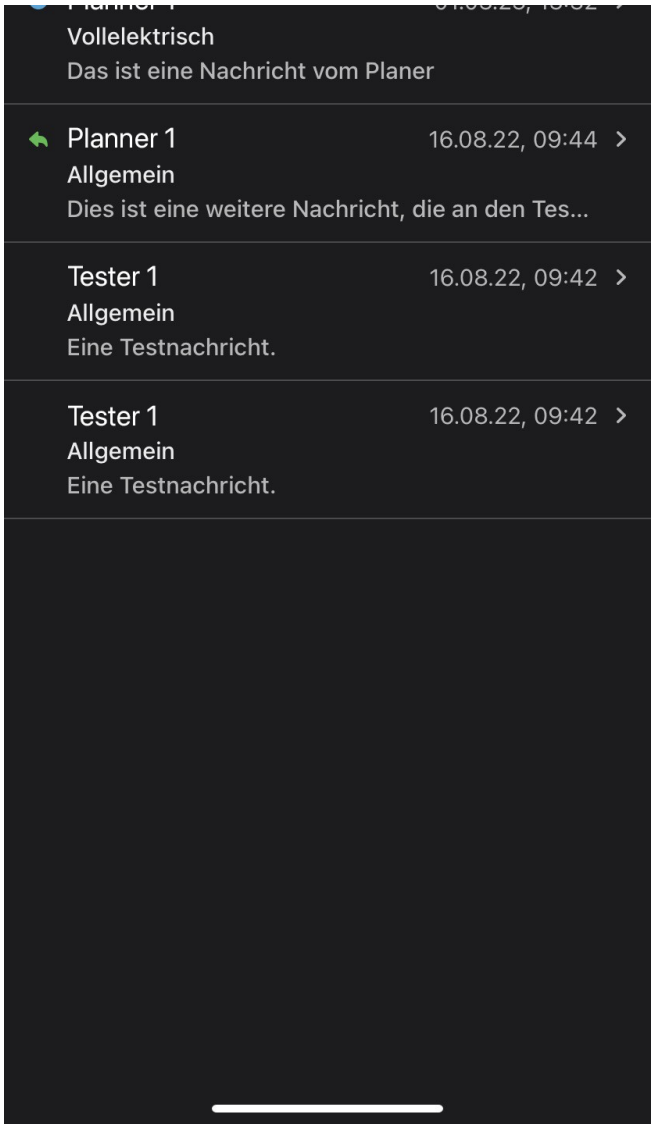 Vollelektrisch
Das ist eine Nachricht vom Planer
Planner 1 16.08.22, 09:44
Allgemein
Dies ist eine weitere Nachricht, die an den Tes...
Tester 1 16.08.22, 09:42
Allgemein
Eine Testnachricht.
Tester 1 16.08.22, 09:42
Allgemein
Eine Testnachricht.